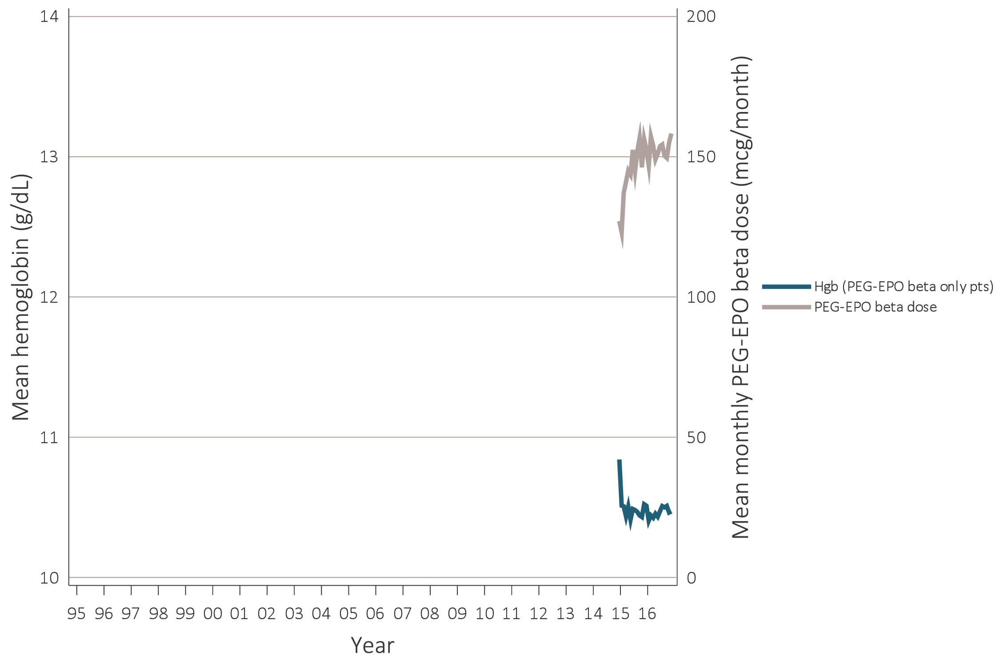 14
13
12
11
10
Mean hemoglobin (g/dL)
200
150
100
50
0
Mean monthly PEG-EPO beta dose (mcg/month)
Hgb (PEG-EPO beta only pts)
PEG-EPO beta dose
95 96 97 98 99 00 01 02 03 04 05 06 07 08 09 10 11 12 13 14 15 16
Year